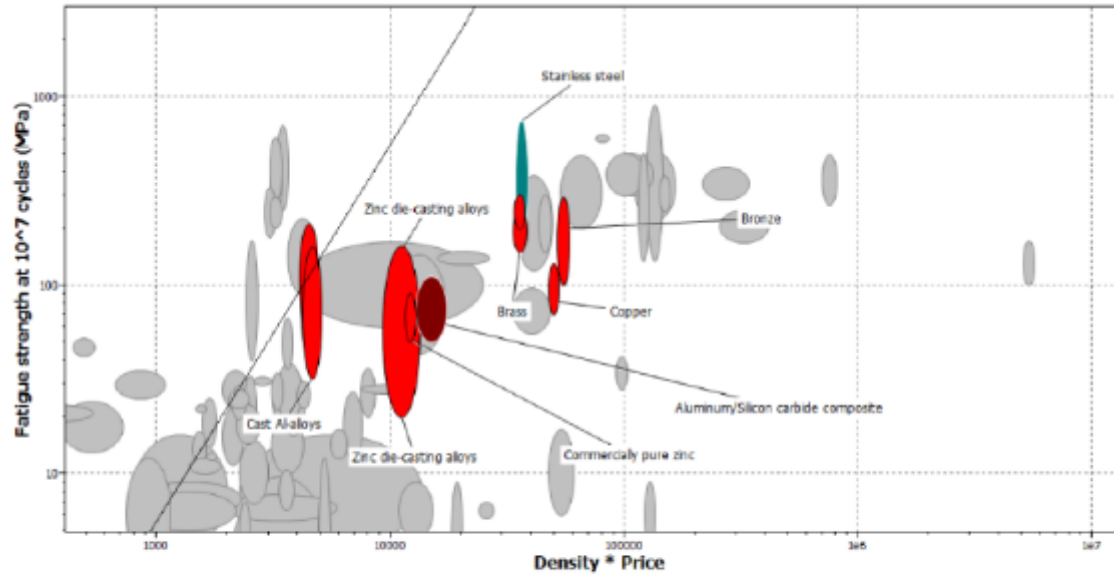 Fatigue strength at 10^7 cycles (MPa)
1000
100
10
Stainless steel
Zinc die-casting alloys
Bronze
Brass
Copper
Aluminum/Silicon carbide composite
Cast Al-alloys
Zinc die-casting alloys
Commercially pure zinc
1000
10000
100000
1e6
1e7
Density * Price